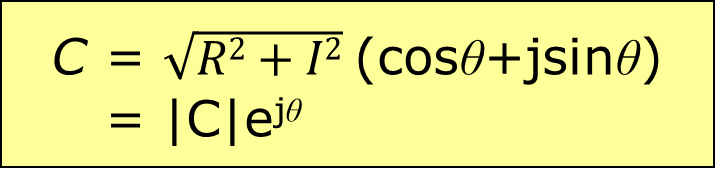 C = √R² + I² (cosθ+jsinθ)
= |C|e^jθ